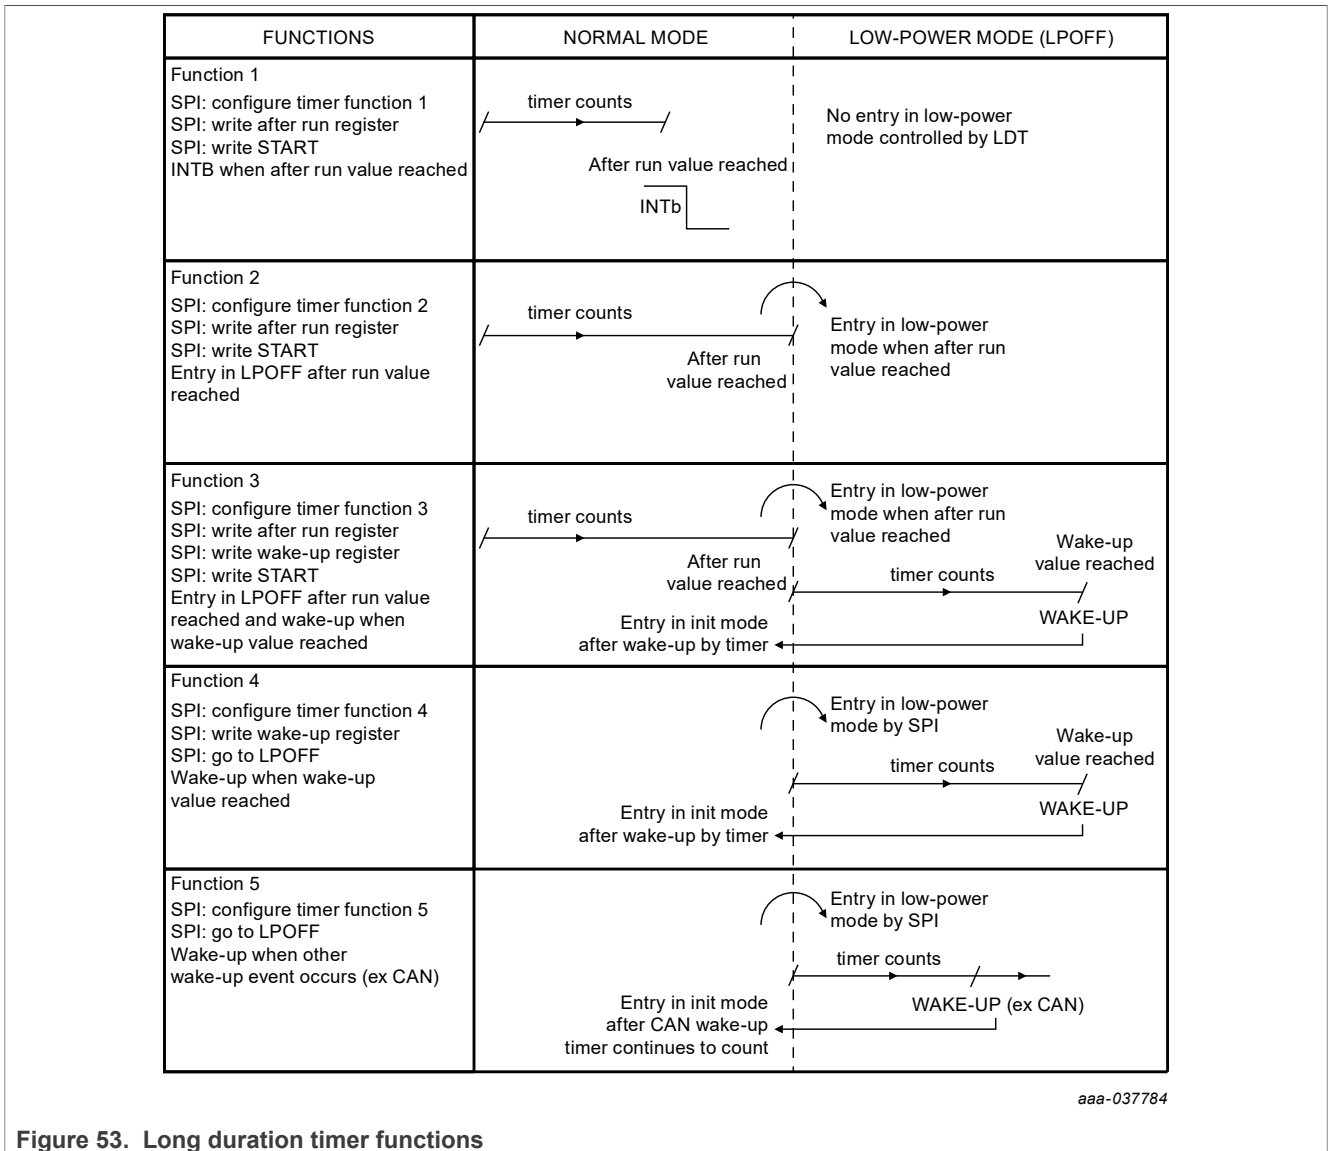 FUNCTIONS
NORMAL MODE
LOW-POWER MODE (LPOFF)
Function 1
SPI: configure timer function 1
SPI: write after run register
SPI: write START
INTB when after run value reached
timer counts
After run value reached
INTb
No entry in low-power
mode controlled by LDT
Function 2
SPI: configure timer function 2
SPI: write after run register
SPI: write START
Entry in LPOFF after run value
reached
timer counts
After run
value reached
Entry in low-power
mode when after run
value reached
Function 3
SPI: configure timer function 3
SPI: write after run register
SPI: write wake-up register
SPI: write START
Entry in LPOFF after run value
reached and wake-up when
wake-up value reached
timer counts
After run
value reached
Entry in low-power
mode when after run
value reached
Wake-up
value reached
timer counts
WAKE-UP
Entry in init mode
after wake-up by timer
Function 4
SPI: configure timer function 4
SPI: write wake-up register
SPI: go to LPOFF
Wake-up when wake-up
value reached
Entry in low-power
mode by SPI
Wake-up
value reached
timer counts
WAKE-UP
Entry in init mode
after wake-up by timer
Function 5
SPI: configure timer function 5
SPI: go to LPOFF
Wake-up when other
wake-up event occurs (ex CAN)
Entry in low-power
mode by SPI
timer counts
WAKE-UP (ex CAN)
Entry in init mode
after CAN wake-up
timer continues to count
aaa-037784
Figure 53. Long duration timer functions